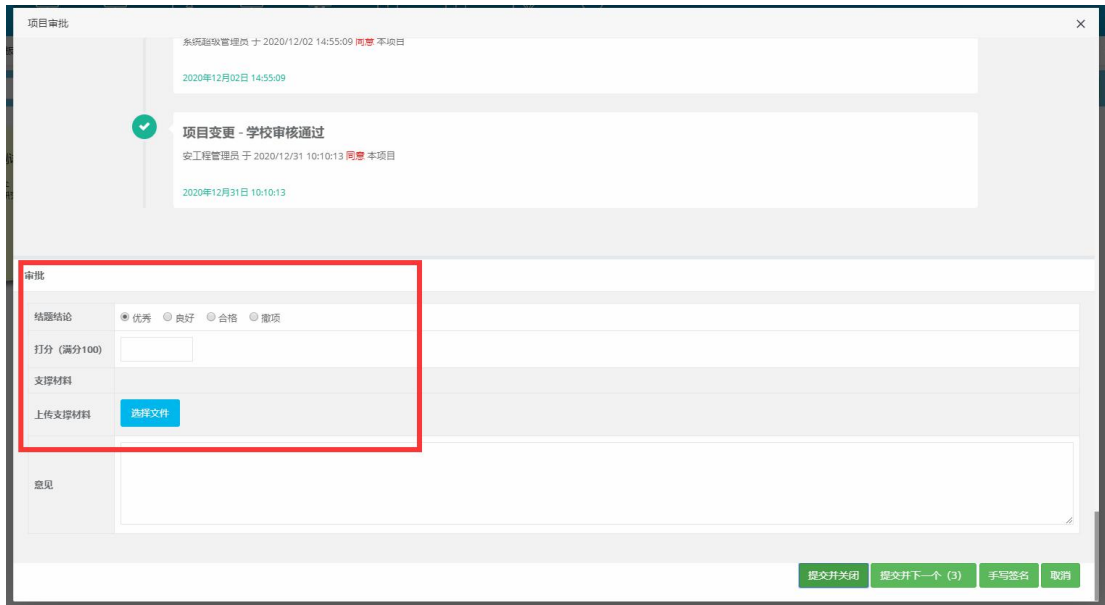 项目审批
系统超级管理员 于 2020/12/02 14:55:09 同意 本项目
2020年12月02日 14:55:09
项目变更 - 学校审核通过
安工程管理员 于 2020/12/31 10:10:13 同意 本项目
2020年12月31日 10:10:13
审批
结题结论 优秀 良好 合格 撤项
打分（满分100）
支撑材料
上传支撑材料 选择文件
意见
提交并关闭 提交并下一个（3） 手写签名 取消